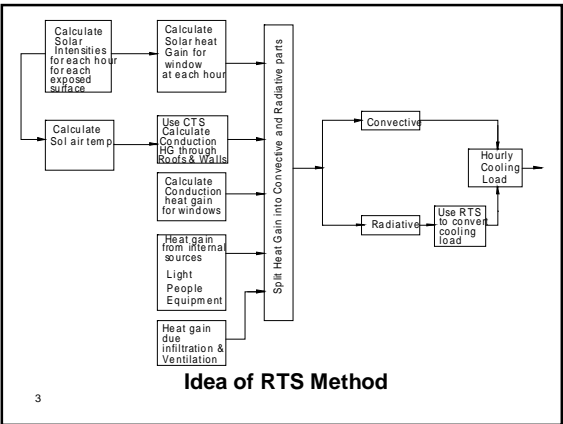 Calculate
Solar
Intensities
for each hour
for each
exposed
surface
Calculate
Solar heat
Gain for
window
at each hour
Calculate
Sol air temp
Use CTS
Calculate
Conduction
HG through
Roofs & Walls
Calculate
Conduction
heat gain
for windows
Heat gain
from internal
sources
Light
People
Equipment
Heat gain
due
infiltration &
Ventilation
Split Heat Gain into Convective and Radiative parts
Convective
Radiative
Use RTS
to convert
cooling
load
Hourly
Cooling
Load
Idea of RTS Method
3